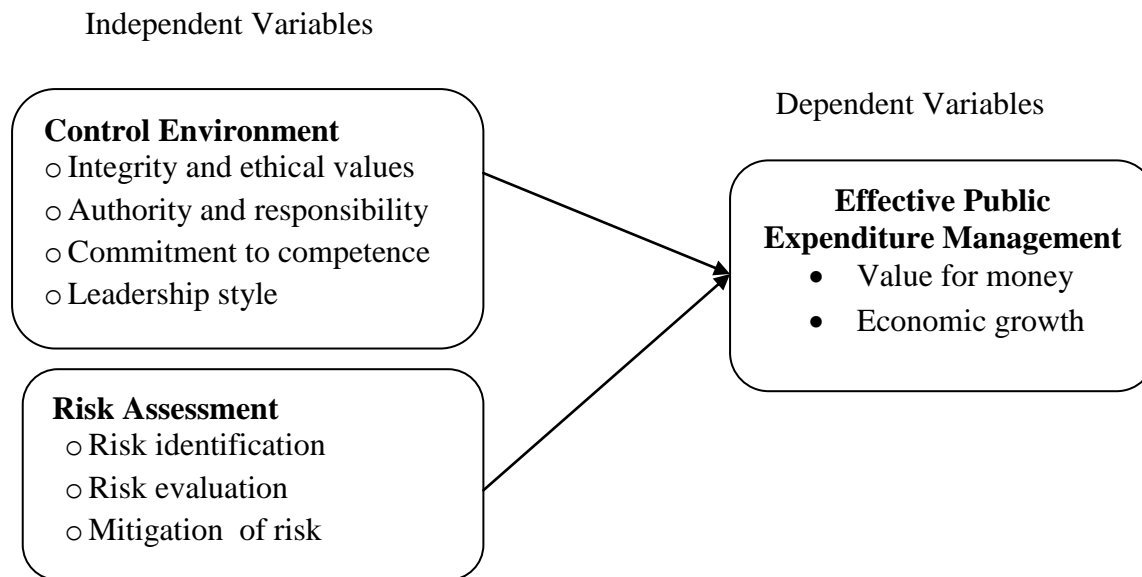 Independent Variables
Control Environment
o Integrity and ethical values
o Authority and responsibility
o Commitment to competence
o Leadership style
Risk Assessment
o Risk identification
o Risk evaluation
o Mitigation of risk
Dependent Variables
Effective Public
Expenditure Management
• Value for money
• Economic growth